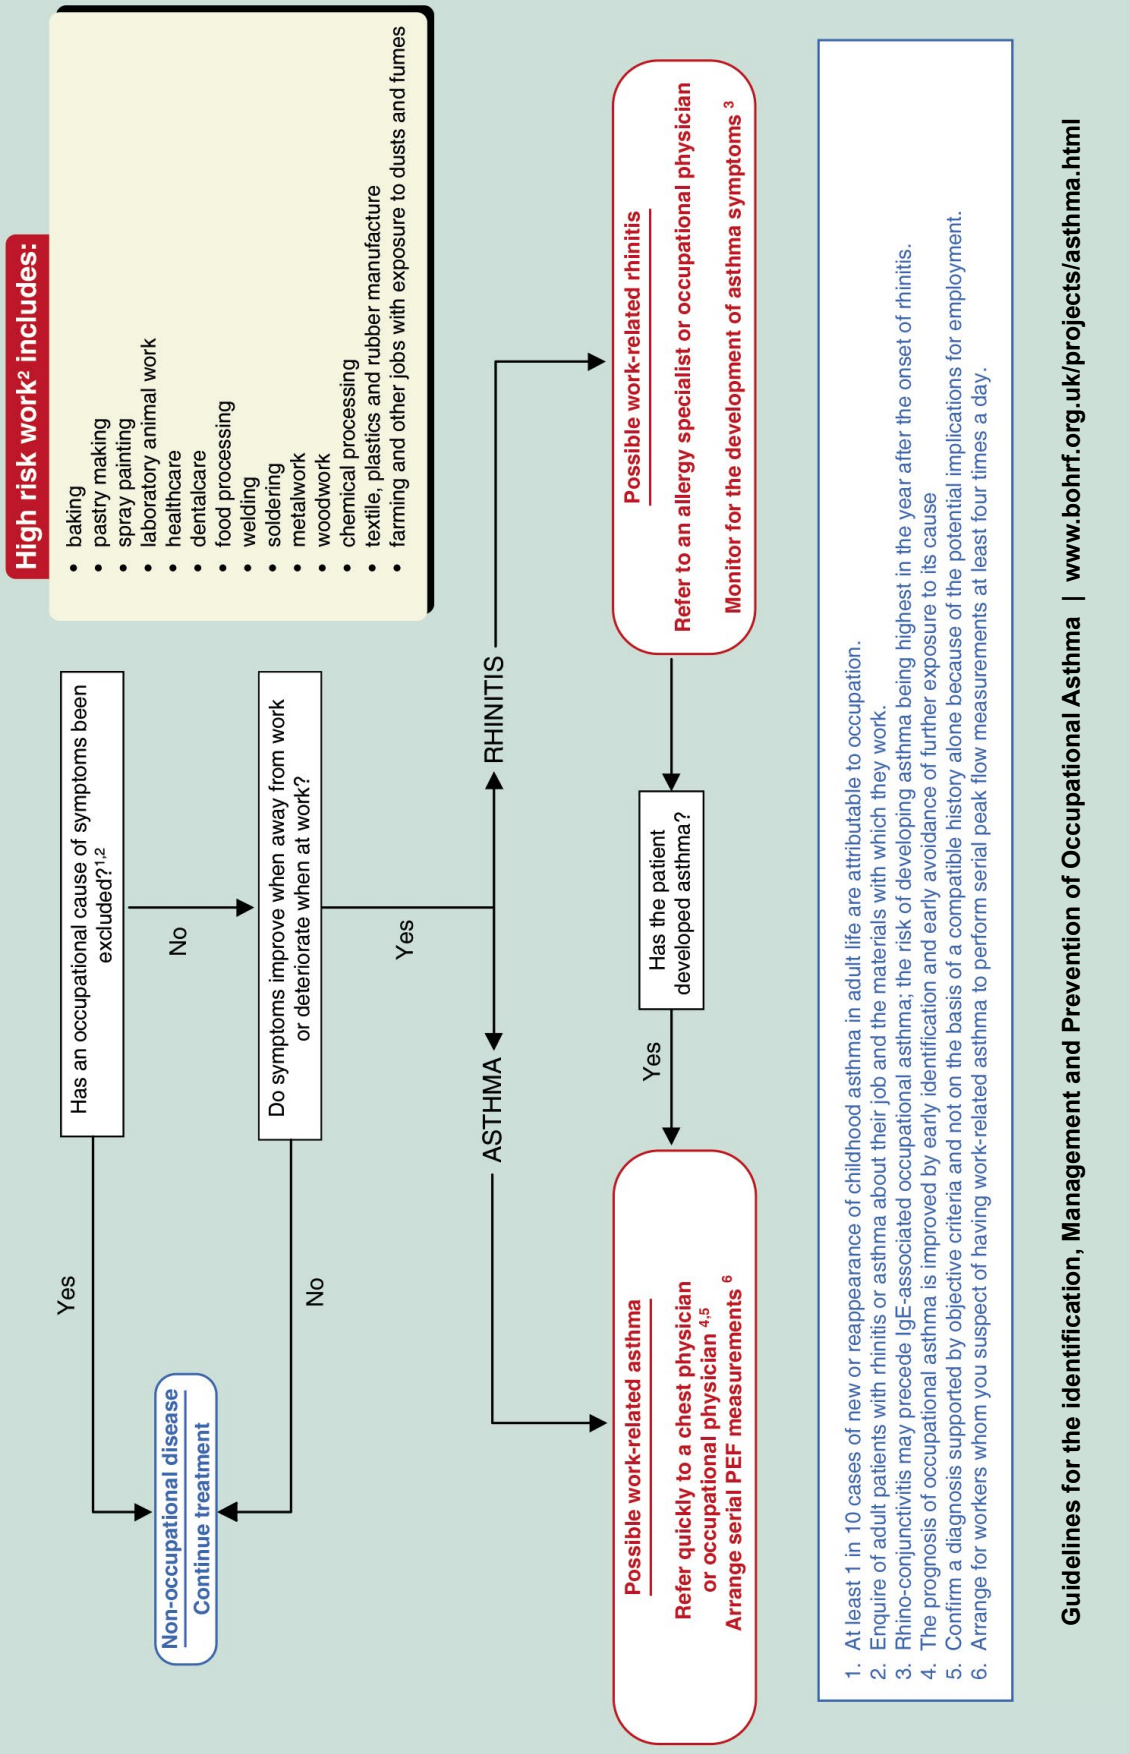 High risk work2 includes:
• baking
• pastry making
• spray painting
• laboratory animal work
• healthcare
• dentalcare
• food processing
• welding
• soldering
• metalwork
• woodwork
• chemical processing
• textile, plastics and rubber manufacture
• farming and other jobs with exposure to dusts and fumes
Has an occupational cause of symptoms been
excluded?1,2
Yes
No
Non-occupational disease
Continue treatment
Do symptoms improve when away from work
or deteriorate when at work?
No
Yes
ASTHMA
RHINITIS
Possible work-related asthma
Refer quickly to a chest physician
or occupational physician 4,5
Arrange serial PEF measurements 6
Yes
Has the patient
developed asthma?
Possible work-related rhinitis
Refer to an allergy specialist or occupational physician
Monitor for the development of asthma symptoms 3
1. At least 1 in 10 cases of new or reappearance of childhood asthma in adult life are attributable to occupation.
2. Enquire of adult patients with rhinitis or asthma about their job and the materials with which they work.
3. Rhino-conjunctivitis may precede IgE-associated occupational asthma; the risk of developing asthma being highest in the year after the onset of rhinitis.
4. The prognosis of occupational asthma is improved by early identification and early avoidance of further exposure to its cause
5. Confirm a diagnosis supported by objective criteria and not on the basis of a compatible history alone because of the potential implications for employment.
6. Arrange for workers whom you suspect of having work-related asthma to perform serial peak flow measurements at least four times a day.
Guidelines for the identification, Management and Prevention of Occupational Asthma | www.bohrf.org.uk/projects/asthma.html